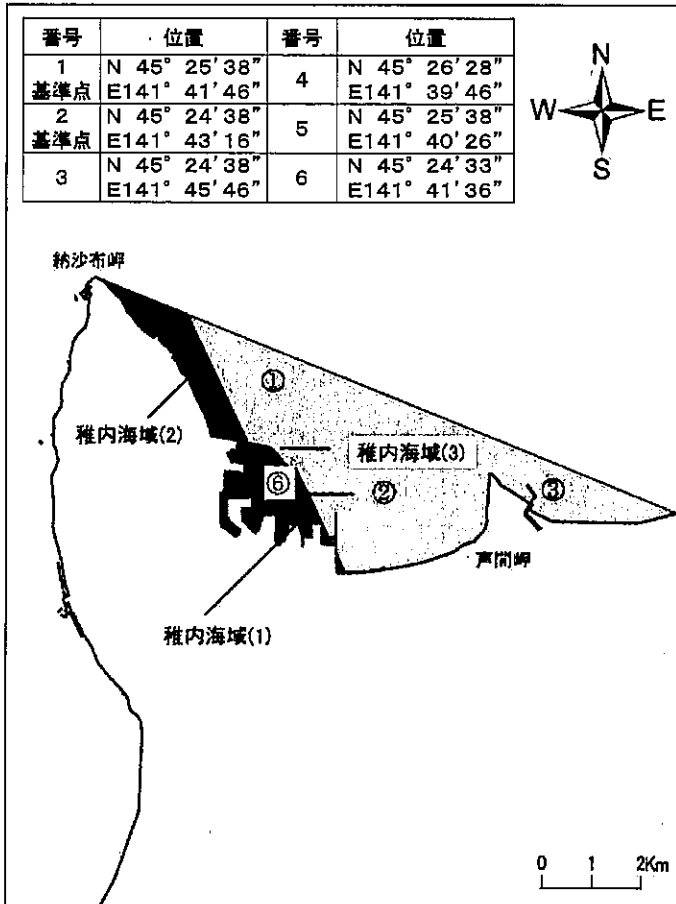 番号 位置 番号 位置
1 基準点 N 45° 25'38" E141° 41'46" 4 N 45° 26'28" E141° 39'46"
2 基準点 N 45° 24'38" E141° 43'16" 5 N 45° 25'38" E141° 40'26"
3 N 45° 24'38" E141° 45'46" 6 N 45° 24'33" E141° 41'36"
N
W E
S
納沙布岬
①
稚内海域(2)
稚内海域(3)
⑥ ② ③
声問岬
稚内海域(1)
0 1 2Km